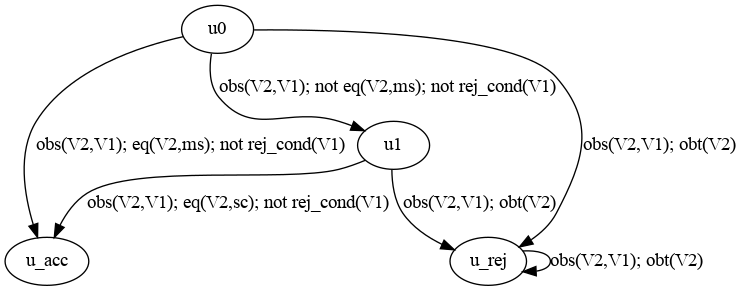 u0
obs(V2,V1); not eq(V2,ms); not rej_cond(V1)
obs(V2,V1); eq(V2,ms); not rej_cond(V1)
u1
obs(V2,V1); obt(V2)
obs(V2,V1); eq(V2,sc); not rej_cond(V1)
obs(V2,V1); obt(V2)
u_acc
u_rej
obs(V2,V1); obt(V2)